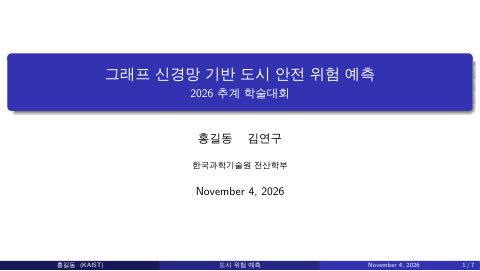 그래프 신경망 기반 도시 안전 위험 예측
2026 추계 학술대회
홍길동 김연구
한국과학기술원 전산학부
November 4, 2026
홍길동 (KAIST) 도시 위험 예측 November 4, 2026 1 / 7